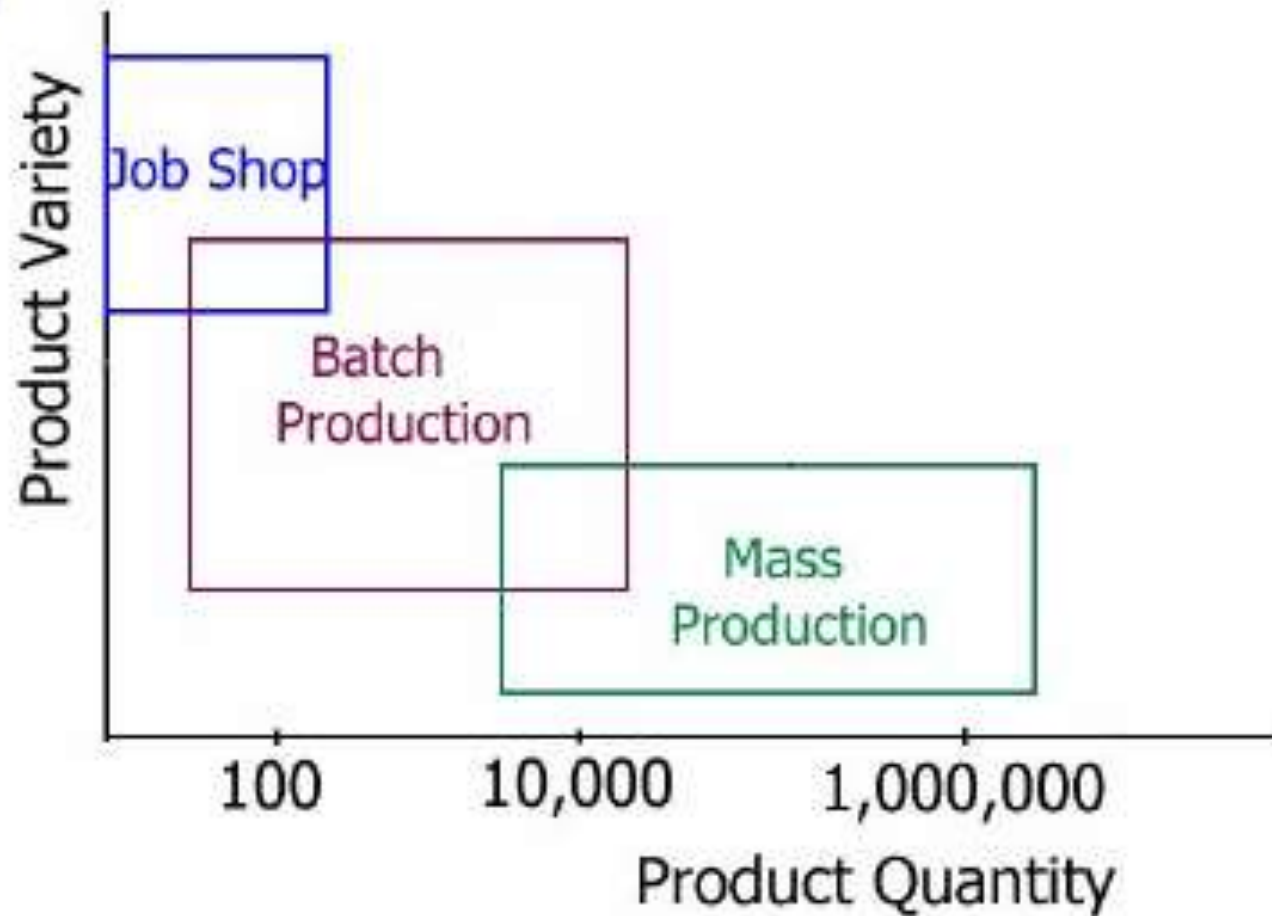 Product Variety
Job Shop
Batch
Production
Mass
Production
100
10,000
1,000,000
Product Quantity